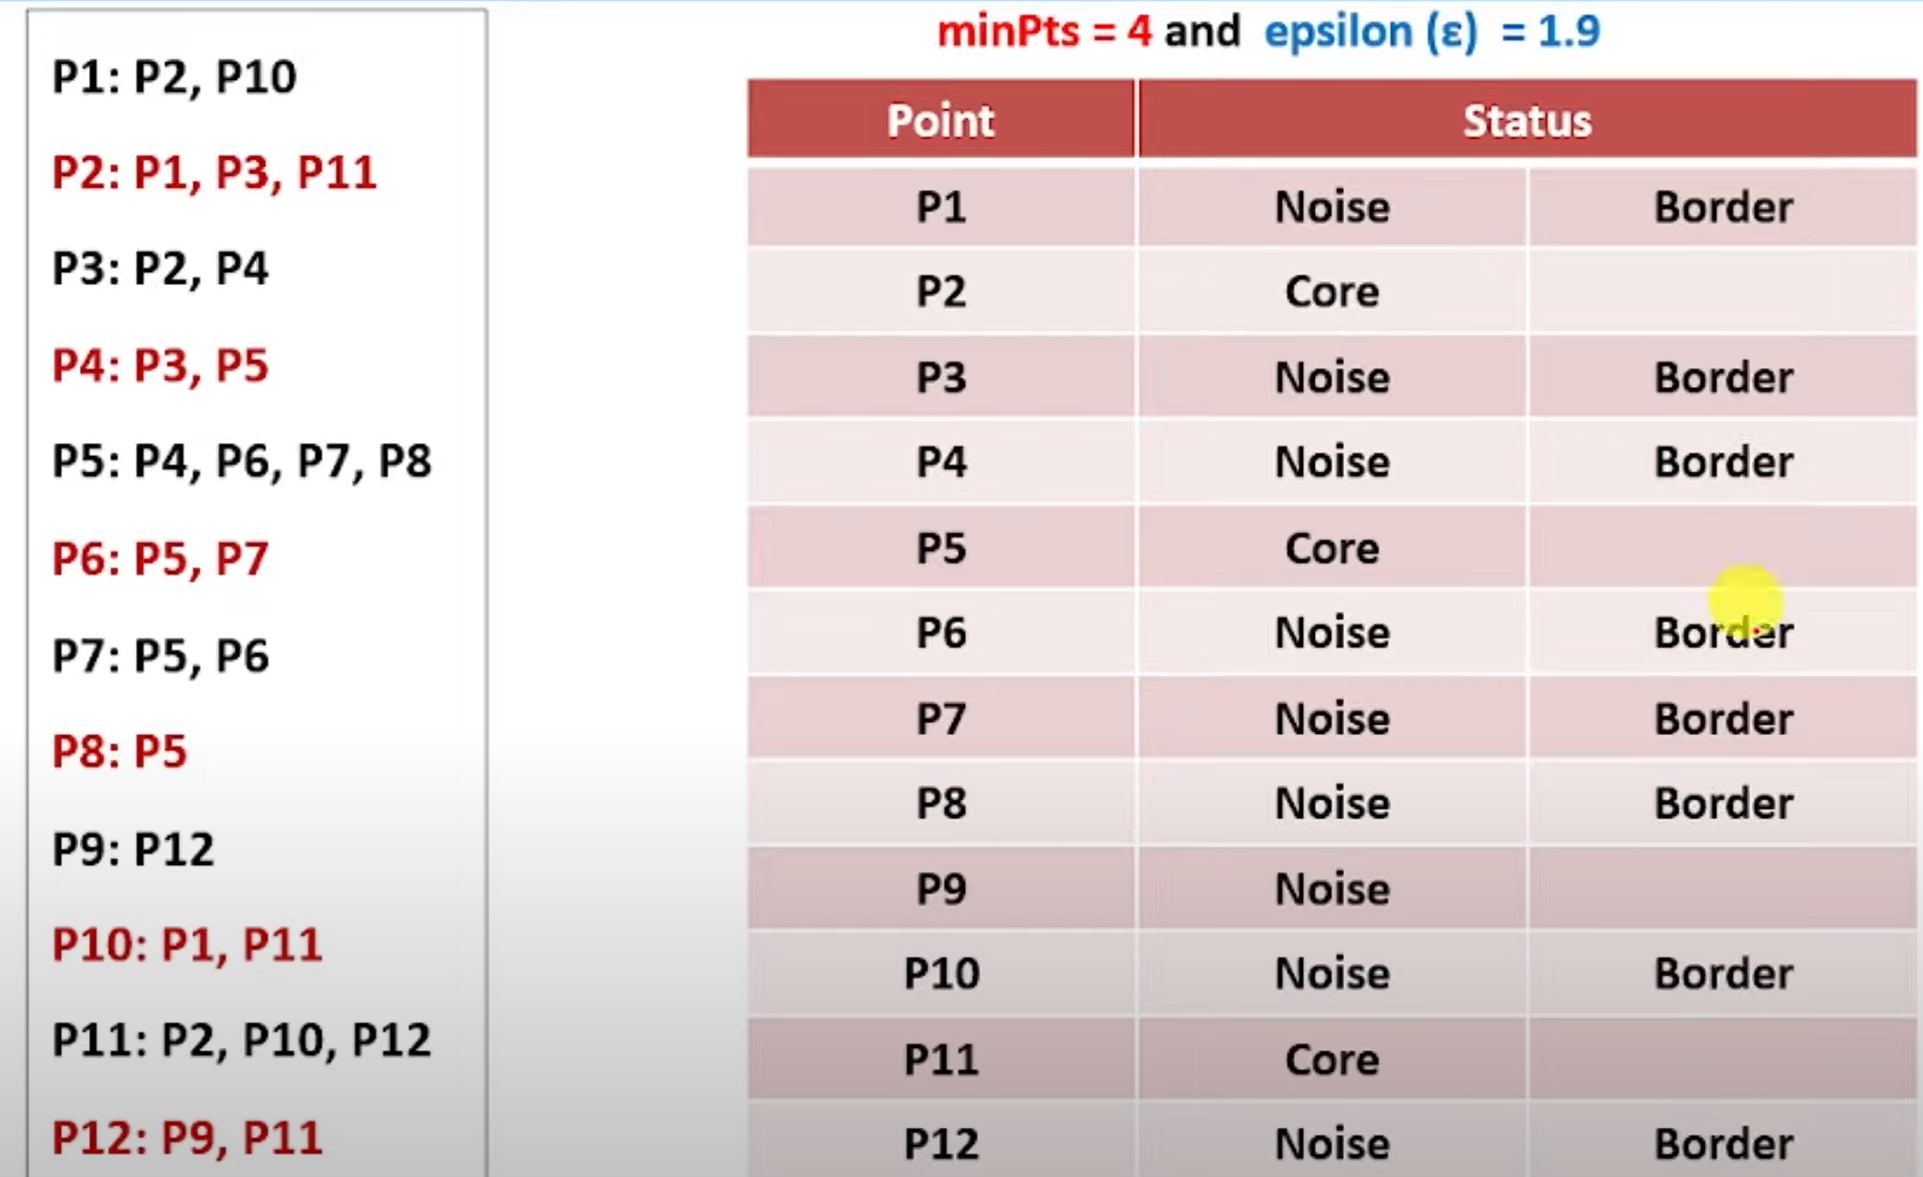 minPts = 4 and epsilon (ε) = 1.9
P1: P2, P10
P2: P1, P3, P11
P3: P2, P4
P4: P3, P5
P5: P4, P6, P7, P8
P6: P5, P7
P7: P5, P6
P8: P5
P9: P12
P10: P1, P11
P11: P2, P10, P12
P12: P9, P11
Point Status
P1 Noise Border
P2 Core
P3 Noise Border
P4 Noise Border
P5 Core
P6 Noise Border
P7 Noise Border
P8 Noise Border
P9 Noise
P10 Noise Border
P11 Core
P12 Noise Border